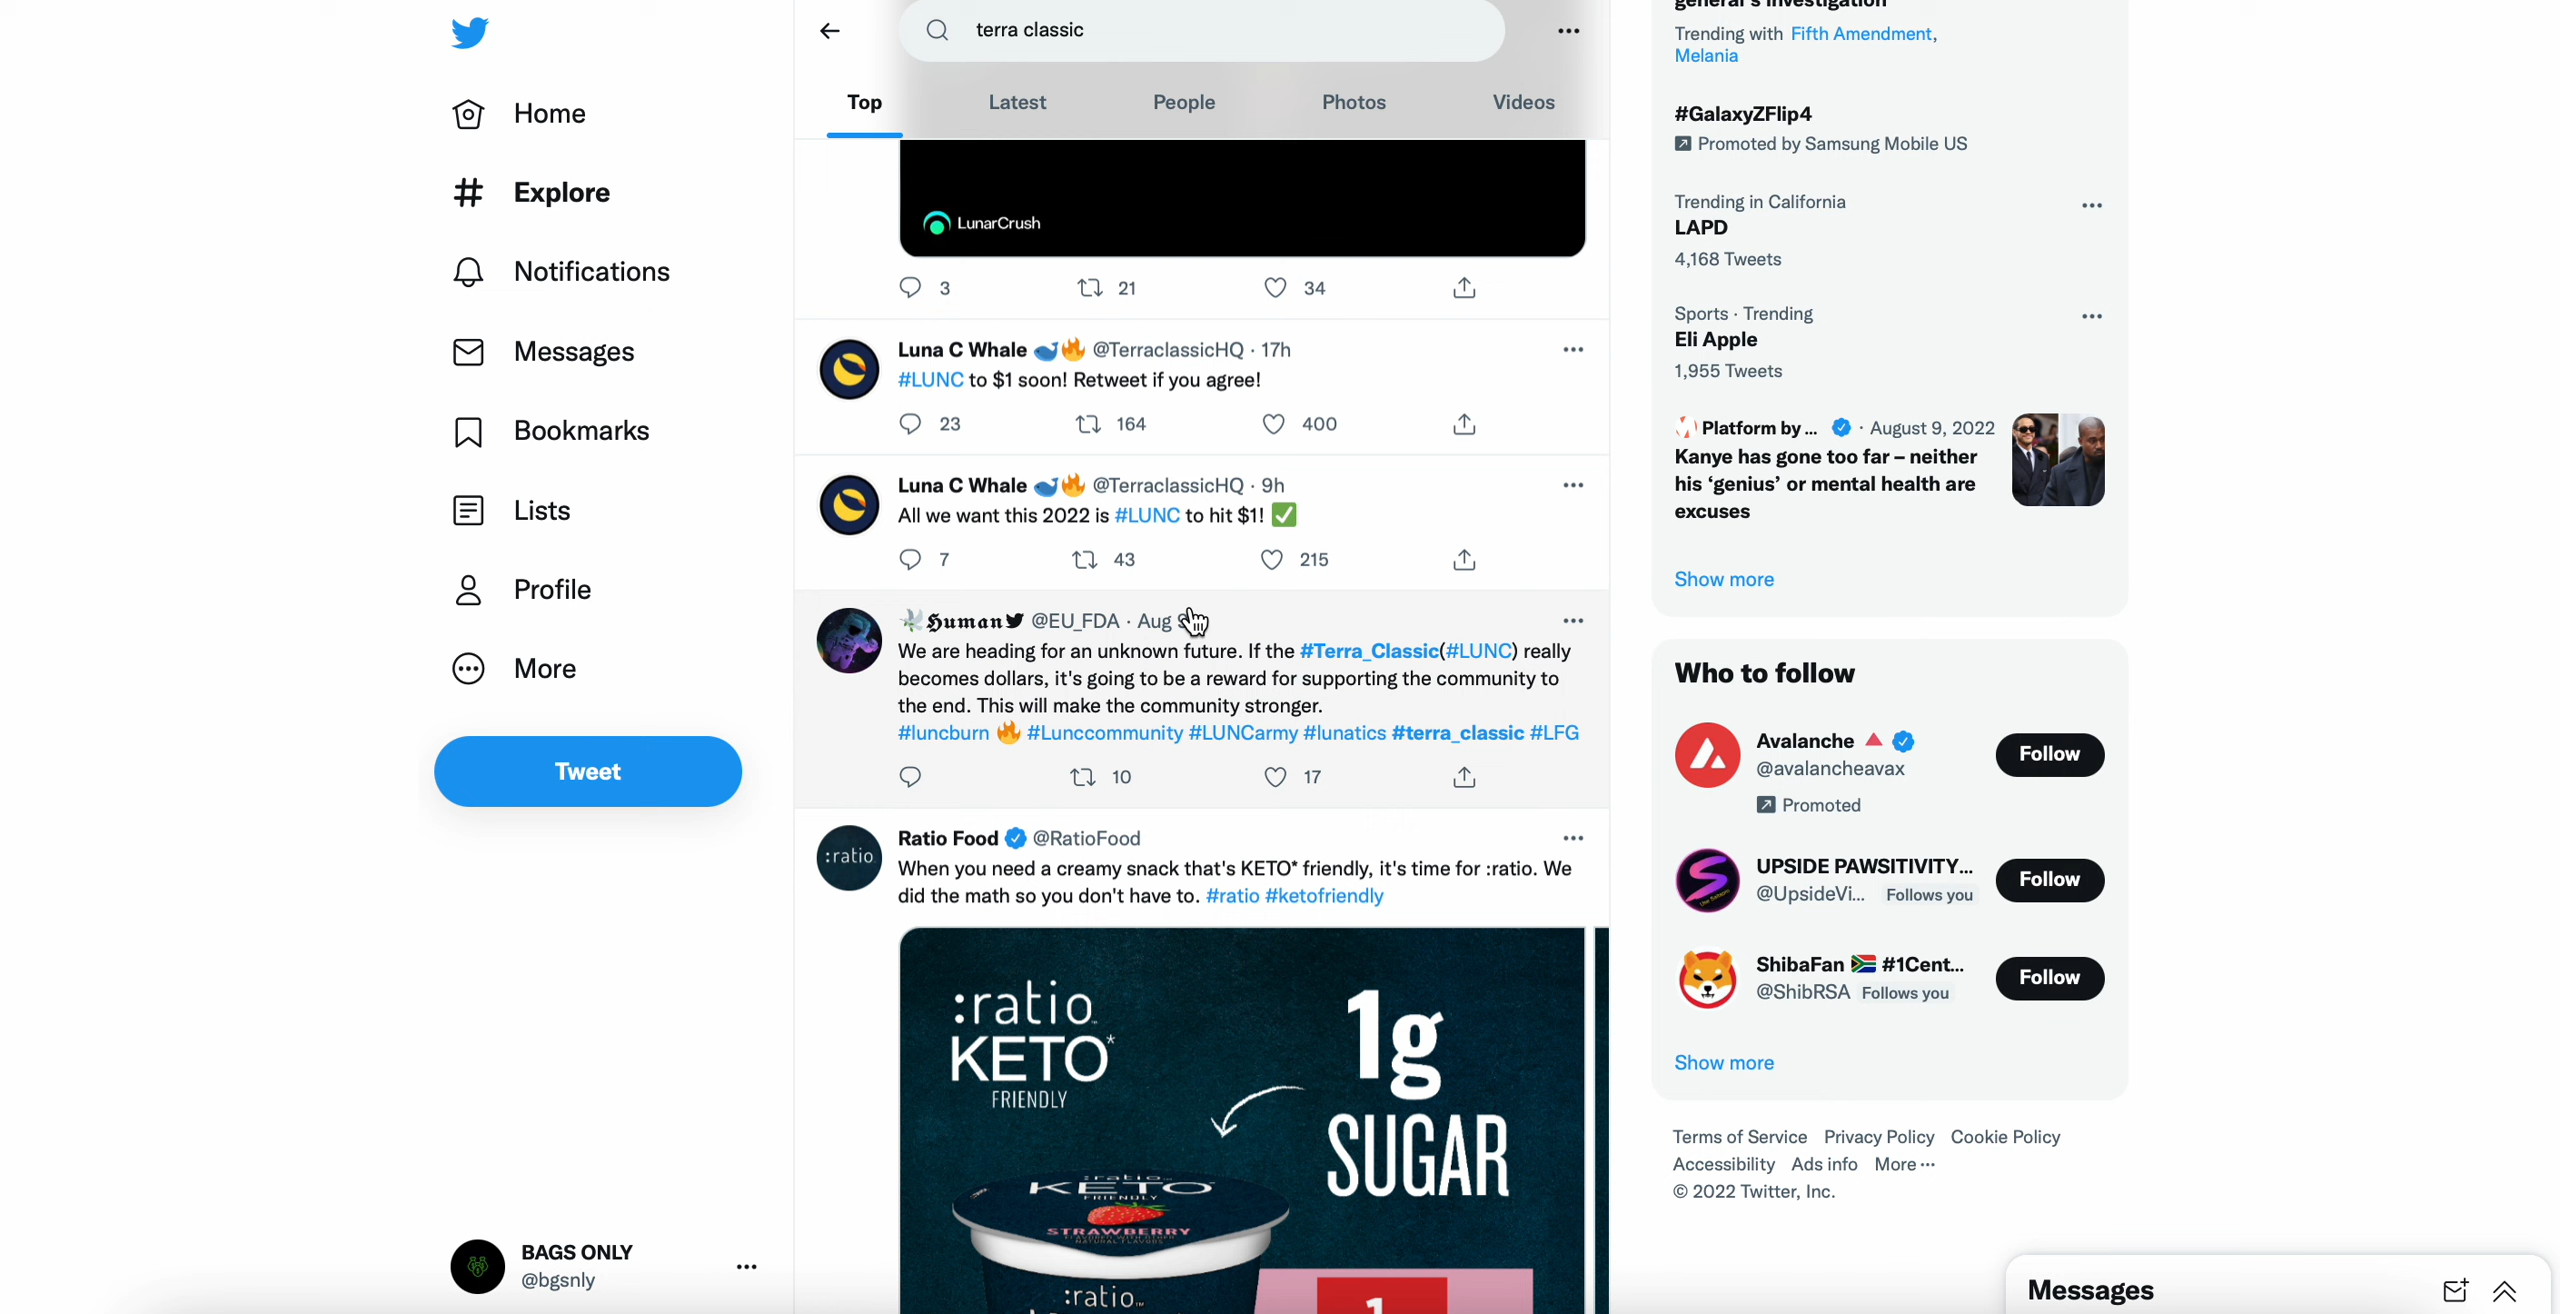 terra classic
Top Latest People Photos Videos
Home
Explore
Notifications
Messages
Bookmarks
Lists
Profile
More
Tweet
BAGS ONLY
@bgsnly
LunarCrush
3 21 34
Luna C Whale 🐋🔥 @TerraclassicHQ · 17h
#LUNC to $1 soon! Retweet if you agree!
23 164 400
Luna C Whale 🐋🔥 @TerraclassicHQ · 9h
All we want this 2022 is #LUNC to hit $1! ✅
7 43 215
🕊️𝕳𝖚𝖒𝖆𝖓 @EU_FDA · Aug
We are heading for an unknown future. If the #Terra_Classic(#LUNC) really
becomes dollars, it's going to be a reward for supporting the community to
the end. This will make the community stronger.
#luncburn 🔥 #Lunccommunity #LUNCarmy #lunatics #terra_classic #LFG
10 17
:ratio
Ratio Food @RatioFood
When you need a creamy snack that's KETO* friendly, it's time for :ratio. We
did the math so you don't have to. #ratio #ketofriendly
:ratio™
KETO*
FRIENDLY
1g
SUGAR
:ratio™
KETO
FRIENDLY
STRAWBERRY
FLAVORED WITH OTHER
NATURAL FLAVORS
:ratio™
1
general's investigation
Trending with Fifth Amendment,
Melania
#GalaxyZFlip4
Promoted by Samsung Mobile US
Trending in California
LAPD
4,168 Tweets
Sports · Trending
Eli Apple
1,955 Tweets
Platform by ... · August 9, 2022
Kanye has gone too far – neither
his ‘genius’ or mental health are
excuses
Show more
Who to follow
Avalanche 🔺
@avalancheavax
Promoted
Follow
UPSIDE PAWSITIVITY...
@UpsideVi... Follows you
Follow
ShibaFan 🇿🇦 #1Cent...
@ShibRSA Follows you
Follow
Show more
Terms of Service Privacy Policy Cookie Policy
Accessibility Ads info More ···
© 2022 Twitter, Inc.
Messages